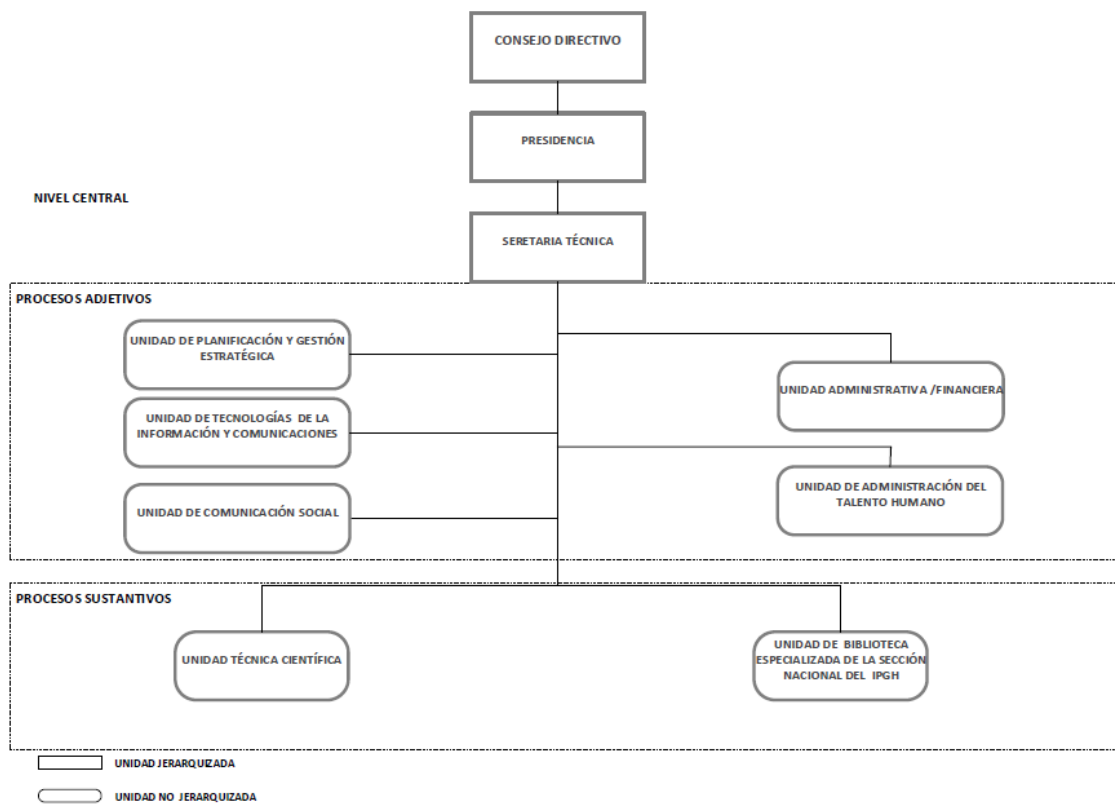 CONSEJO DIRECTIVO
PRESIDENCIA
NIVEL CENTRAL
SERETARIA TÉCNICA
PROCESOS ADJETIVOS
UNIDAD DE PLANIFICACIÓN Y GESTIÓN
ESTRATÉGICA
UNIDAD ADMINISTRATIVA /FINANCIERA
UNIDAD DE TECNOLOGÍAS DE LA
INFORMACIÓN Y COMUNICACIONES
UNIDAD DE ADMINISTRACIÓN DEL
TALENTO HUMANO
UNIDAD DE COMUNICACIÓN SOCIAL
PROCESOS SUSTANTIVOS
UNIDAD TÉCNICA CIENTÍFICA
UNIDAD DE BIBLIOTECA
ESPECIALIZADA DE LA SECCIÓN
NACIONAL DEL IPGH
UNIDAD JERARQUIZADA
UNIDAD NO JERARQUIZADA